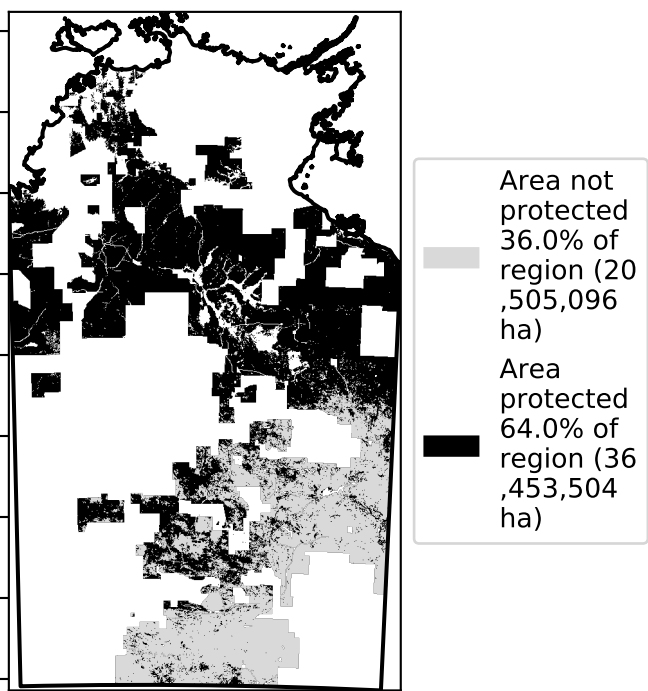 Area not
protected
36.0% of
region (20
,505,096
ha)
Area
protected
64.0% of
region (36
,453,504
ha)